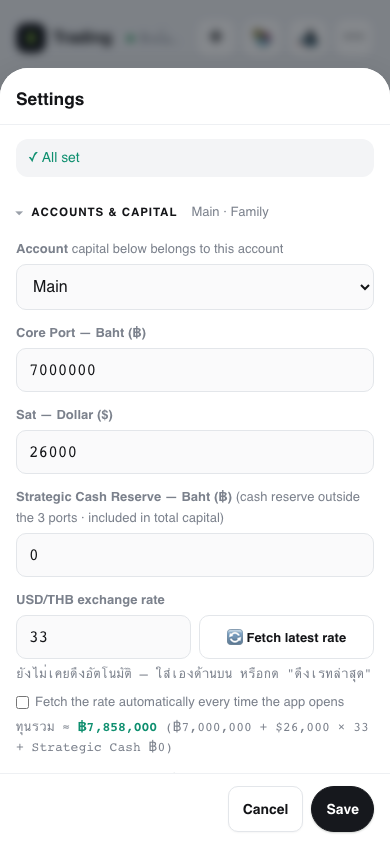 Trading
Settings
✓ All set
ACCOUNTS & CAPITAL Main · Family
Account capital below belongs to this account
Main
Core Port — Baht (฿)
7000000
Sat — Dollar ($)
26000
Strategic Cash Reserve — Baht (฿) (cash reserve outside
the 3 ports · included in total capital)
0
USD/THB exchange rate
33
🔄 Fetch latest rate
ยังไม่เคยดึงอัตโนมัติ — ใส่เองด้านบน หรือกด "ดึงเรทล่าสุด"
Fetch the rate automatically every time the app opens
ทุนรวม ≈ ฿7,858,000 (฿7,000,000 + $26,000 × 33
+ Strategic Cash ฿0)
Cancel
Save